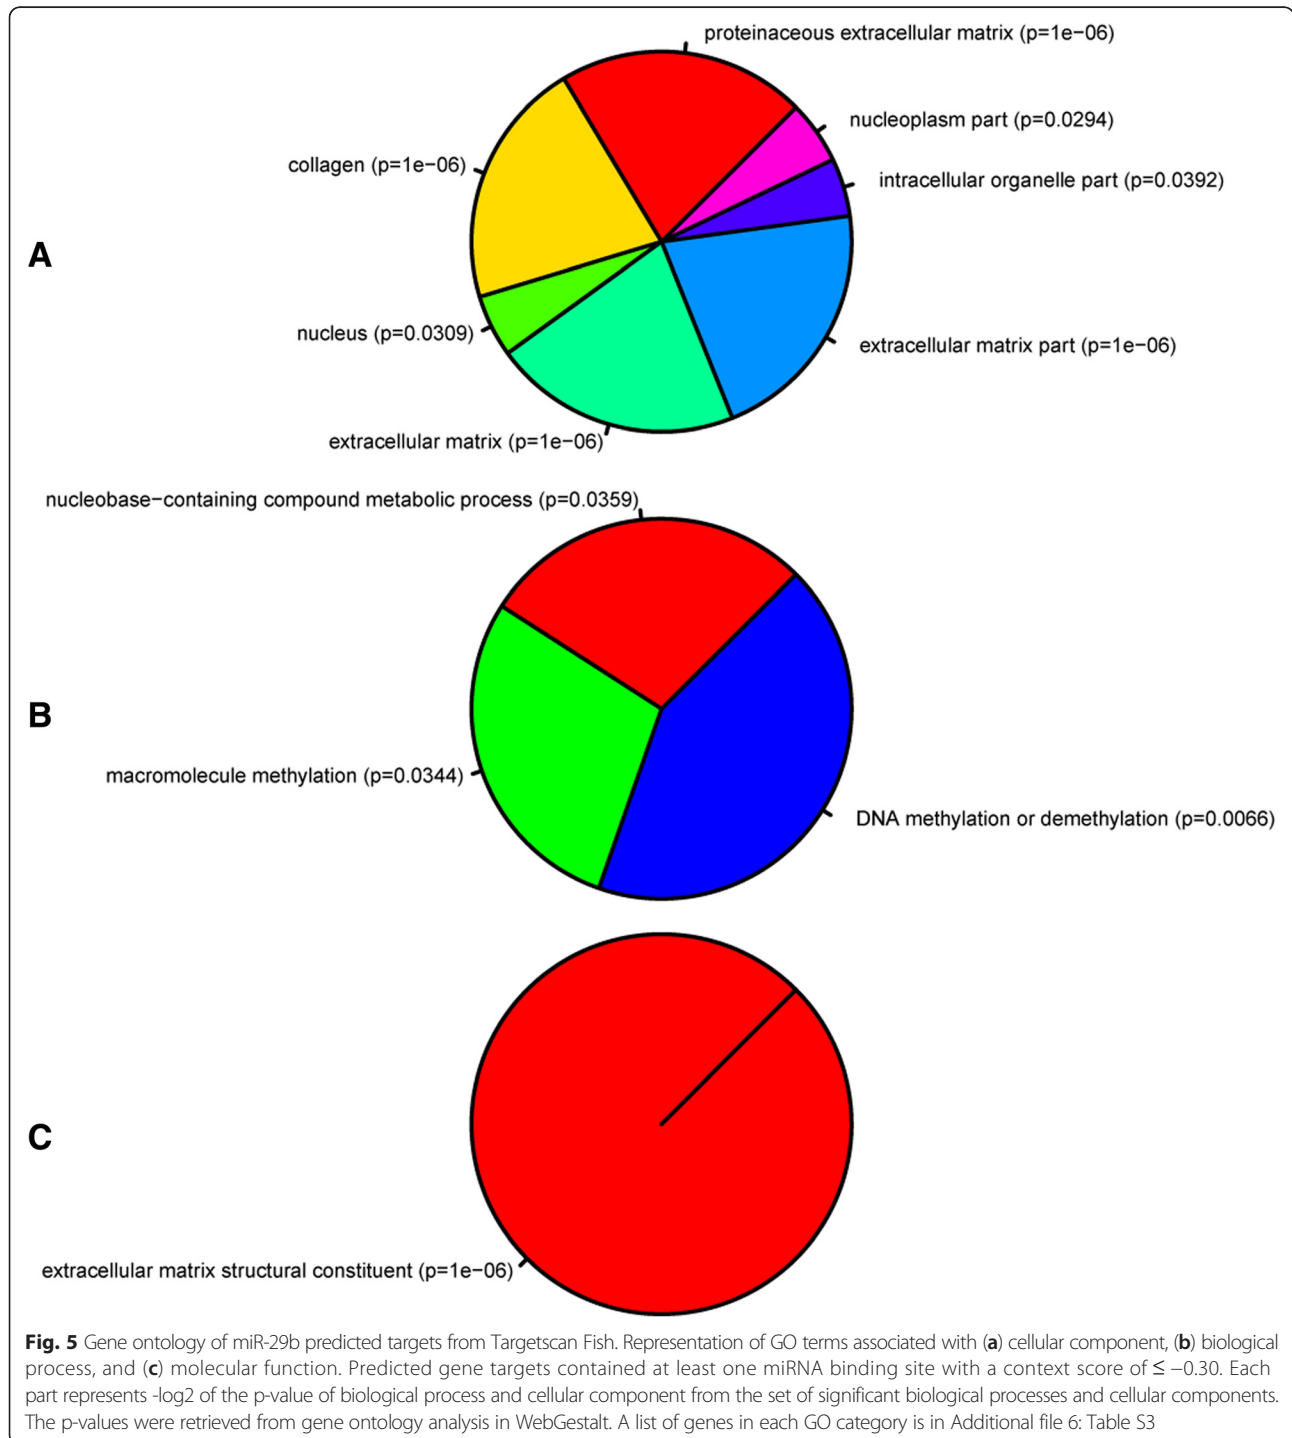 proteinaceous extracellular matrix (p=1e−06)
nucleoplasm part (p=0.0294)
collagen (p=1e−06)
intracellular organelle part (p=0.0392)
A
nucleus (p=0.0309)
extracellular matrix part (p=1e−06)
extracellular matrix (p=1e−06)
nucleobase−containing compound metabolic process (p=0.0359)
B
macromolecule methylation (p=0.0344)
DNA methylation or demethylation (p=0.0066)
C
extracellular matrix structural constituent (p=1e−06)
Fig. 5 Gene ontology of miR-29b predicted targets from Targetscan Fish. Representation of GO terms associated with (a) cellular component, (b) biological
process, and (c) molecular function. Predicted gene targets contained at least one miRNA binding site with a context score of ≤ −0.30. Each
part represents -log2 of the p-value of biological process and cellular component from the set of significant biological processes and cellular components.
The p-values were retrieved from gene ontology analysis in WebGestalt. A list of genes in each GO category is in Additional file 6: Table S3